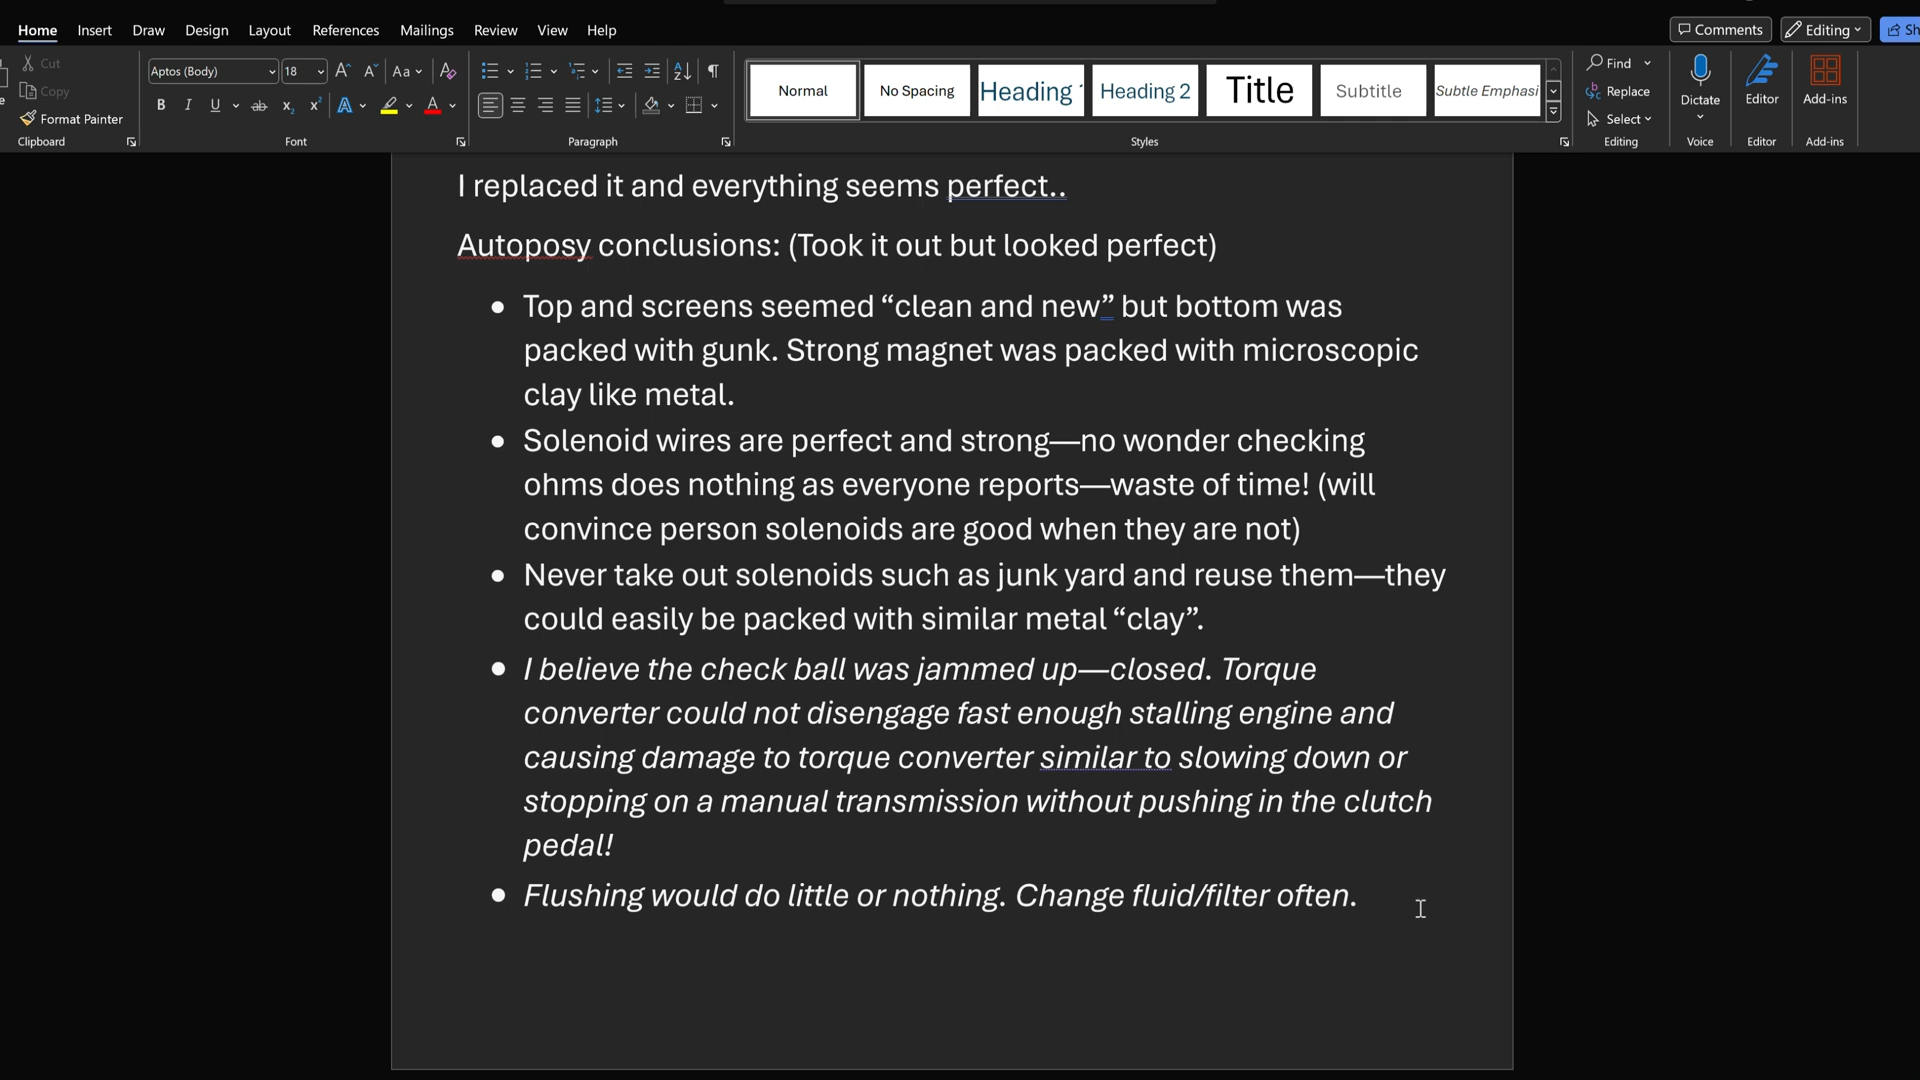 Home Insert Draw Design Layout References Mailings Review View Help
Comments Editing Sh
Cut
Copy
Format Painter
Clipboard
Aptos (Body) 18
Font
Paragraph
Normal
No Spacing
Heading 1
Heading 2
Title
Subtitle
Subtle Emphasi
Styles
Find
Replace
Select
Editing
Dictate
Voice
Editor
Editor
Add-ins
Add-ins
I replaced it and everything seems perfect..
Autoposy conclusions: (Took it out but looked perfect)
• Top and screens seemed “clean and new” but bottom was
packed with gunk. Strong magnet was packed with microscopic
clay like metal.
• Solenoid wires are perfect and strong—no wonder checking
ohms does nothing as everyone reports—waste of time! (will
convince person solenoids are good when they are not)
• Never take out solenoids such as junk yard and reuse them—they
could easily be packed with similar metal “clay”.
• I believe the check ball was jammed up—closed. Torque
converter could not disengage fast enough stalling engine and
causing damage to torque converter similar to slowing down or
stopping on a manual transmission without pushing in the clutch
pedal!
• Flushing would do little or nothing. Change fluid/filter often.